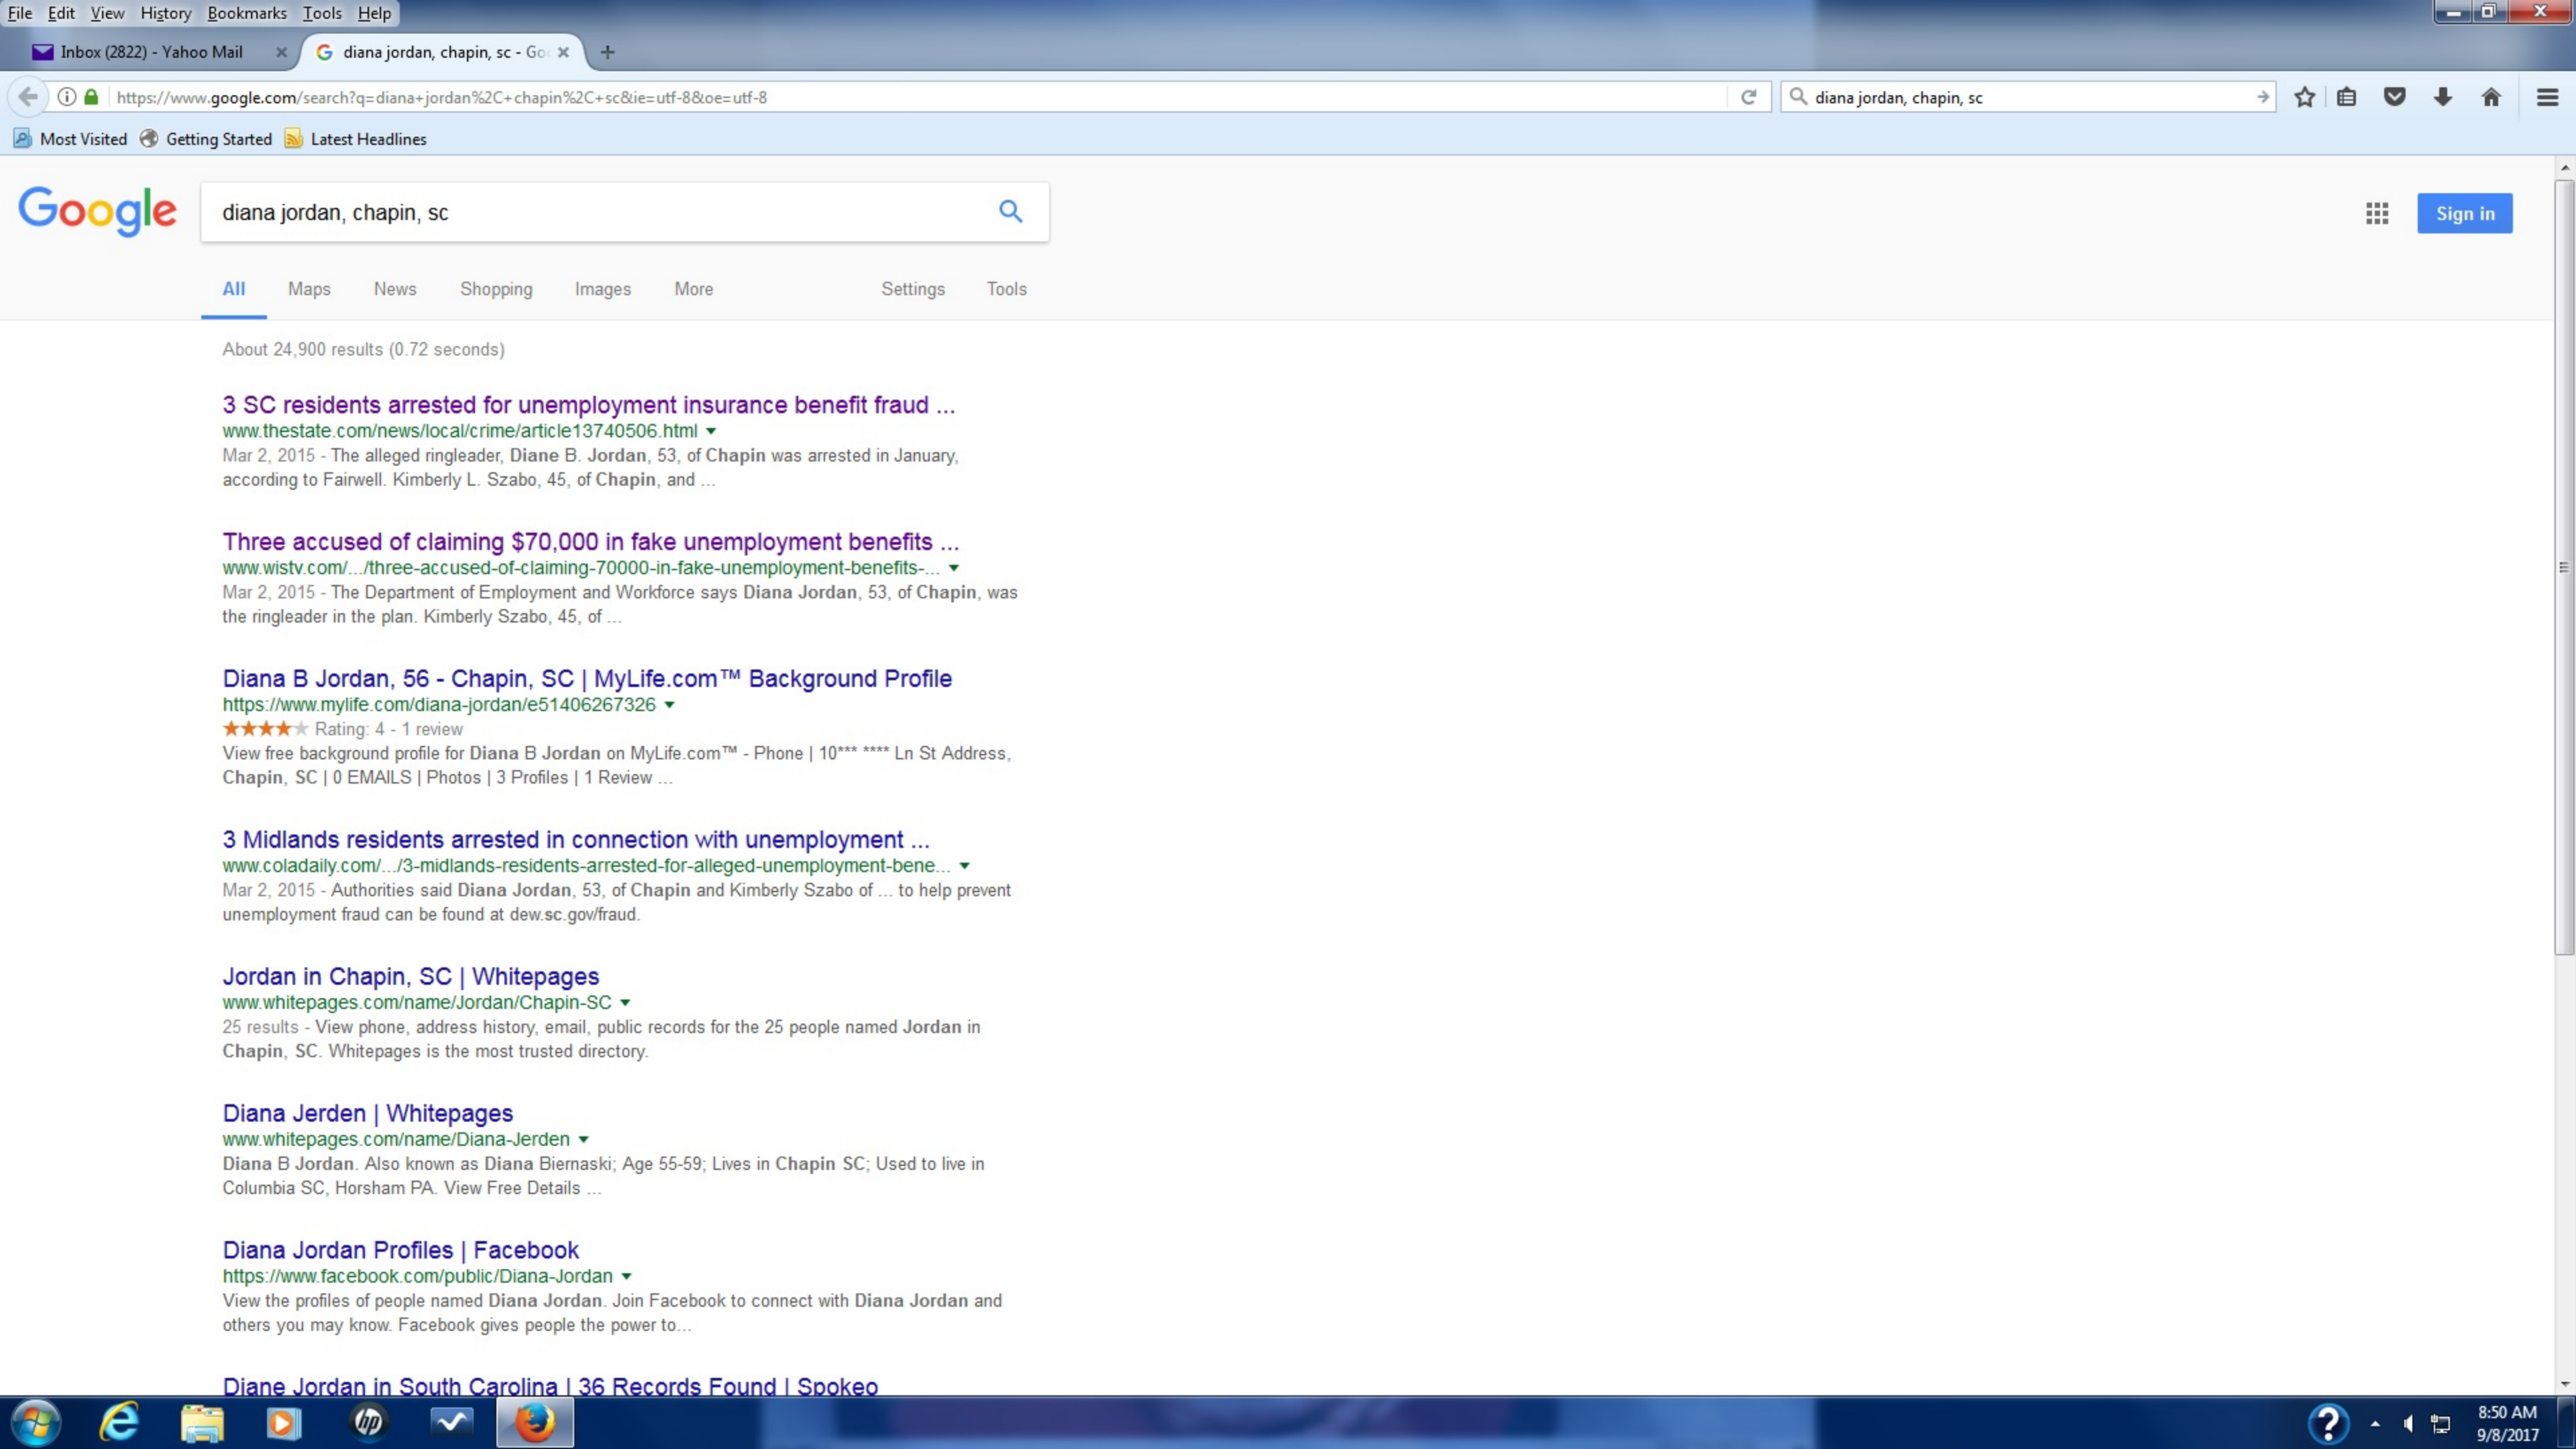 File Edit View History Bookmarks Tools Help
Inbox (2822) - Yahoo Mail
diana jordan, chapin, sc - Go
https://www.google.com/search?q=diana+jordan%2C+chapin%2C+sc&ie=utf-8&oe=utf-8
diana jordan, chapin, sc
Most Visited Getting Started Latest Headlines
Google
diana jordan, chapin, sc
Sign in
All Maps News Shopping Images More Settings Tools
About 24,900 results (0.72 seconds)
3 SC residents arrested for unemployment insurance benefit fraud ...
www.thestate.com/news/local/crime/article13740506.html
Mar 2, 2015 - The alleged ringleader, Diane B. Jordan, 53, of Chapin was arrested in January,
according to Fairwell. Kimberly L. Szabo, 45, of Chapin, and ...
Three accused of claiming $70,000 in fake unemployment benefits ...
www.wistv.com/.../three-accused-of-claiming-70000-in-fake-unemployment-benefits-...
Mar 2, 2015 - The Department of Employment and Workforce says Diana Jordan, 53, of Chapin, was
the ringleader in the plan. Kimberly Szabo, 45, of ...
Diana B Jordan, 56 - Chapin, SC | MyLife.com™ Background Profile
https://www.mylife.com/diana-jordan/e51406267326
Rating: 4 - 1 review
View free background profile for Diana B Jordan on MyLife.com™ - Phone | 10*** **** Ln St Address,
Chapin, SC | 0 EMAILS | Photos | 3 Profiles | 1 Review ...
3 Midlands residents arrested in connection with unemployment ...
www.coladaily.com/.../3-midlands-residents-arrested-for-alleged-unemployment-bene...
Mar 2, 2015 - Authorities said Diana Jordan, 53, of Chapin and Kimberly Szabo of ... to help prevent
unemployment fraud can be found at dew.sc.gov/fraud.
Jordan in Chapin, SC | Whitepages
www.whitepages.com/name/Jordan/Chapin-SC
25 results - View phone, address history, email, public records for the 25 people named Jordan in
Chapin, SC. Whitepages is the most trusted directory.
Diana Jerden | Whitepages
www.whitepages.com/name/Diana-Jerden
Diana B Jordan. Also known as Diana Biernaski; Age 55-59; Lives in Chapin SC; Used to live in
Columbia SC, Horsham PA. View Free Details ...
Diana Jordan Profiles | Facebook
https://www.facebook.com/public/Diana-Jordan
View the profiles of people named Diana Jordan. Join Facebook to connect with Diana Jordan and
others you may know. Facebook gives people the power to...
Diane Jordan in South Carolina | 36 Records Found | Spokeo
hp
8:50 AM
9/8/2017